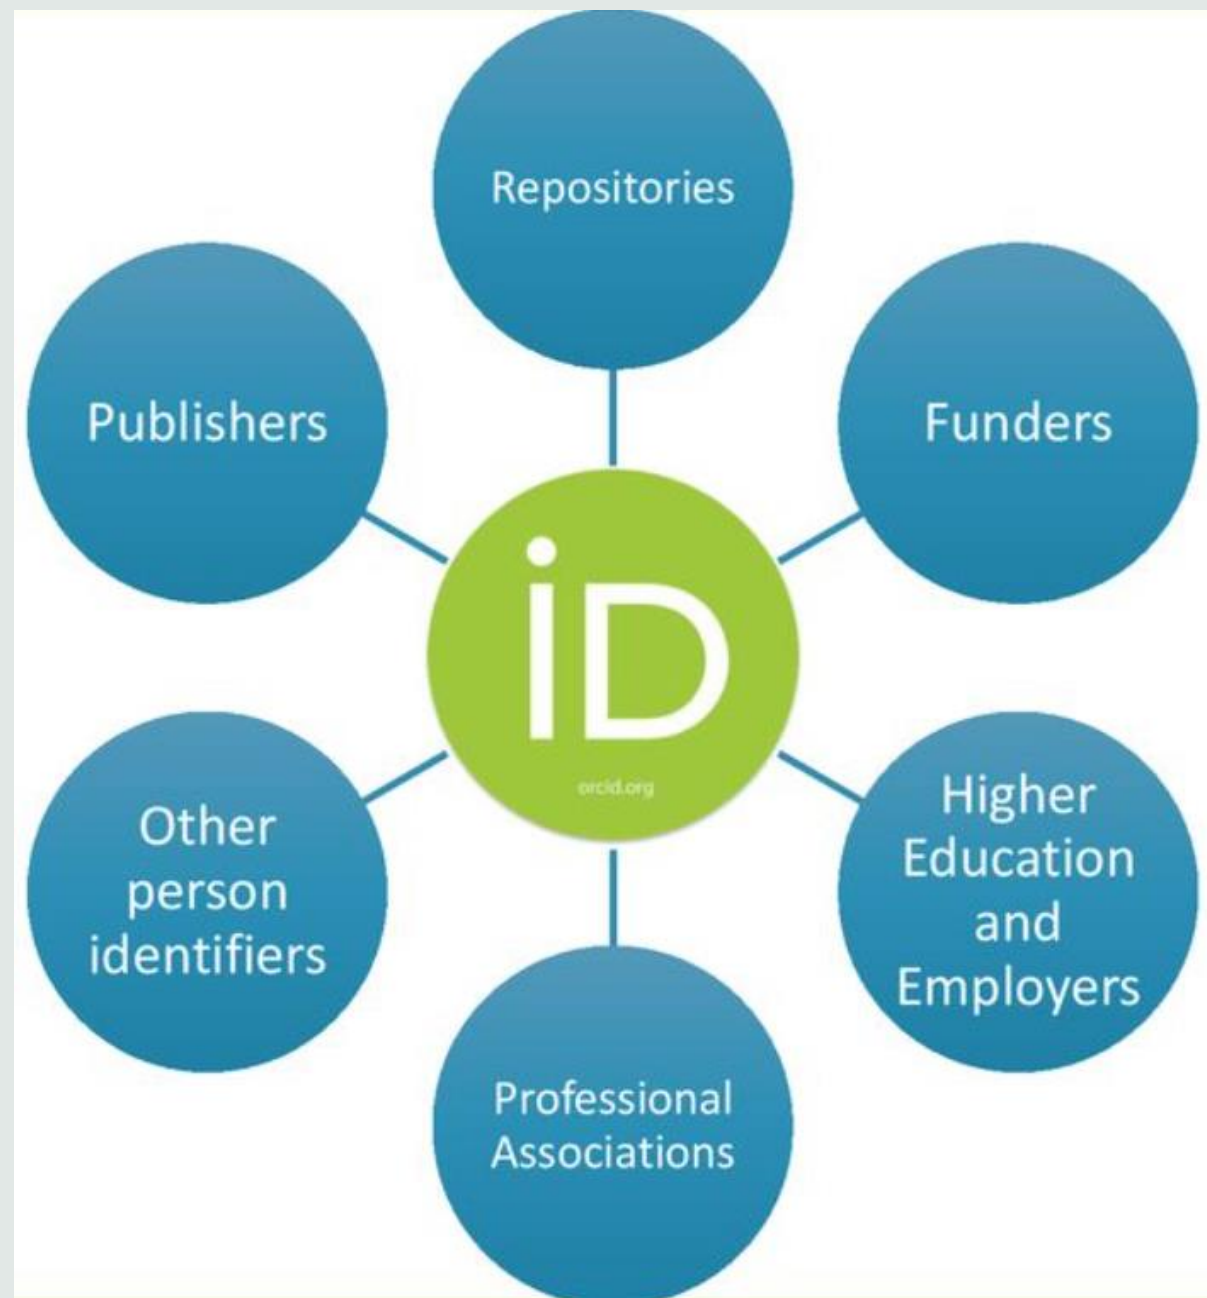 Repositories
Publishers
Funders
iD
orcid.org
Other
person
identifiers
Higher
Education
and
Employers
Professional
Associations